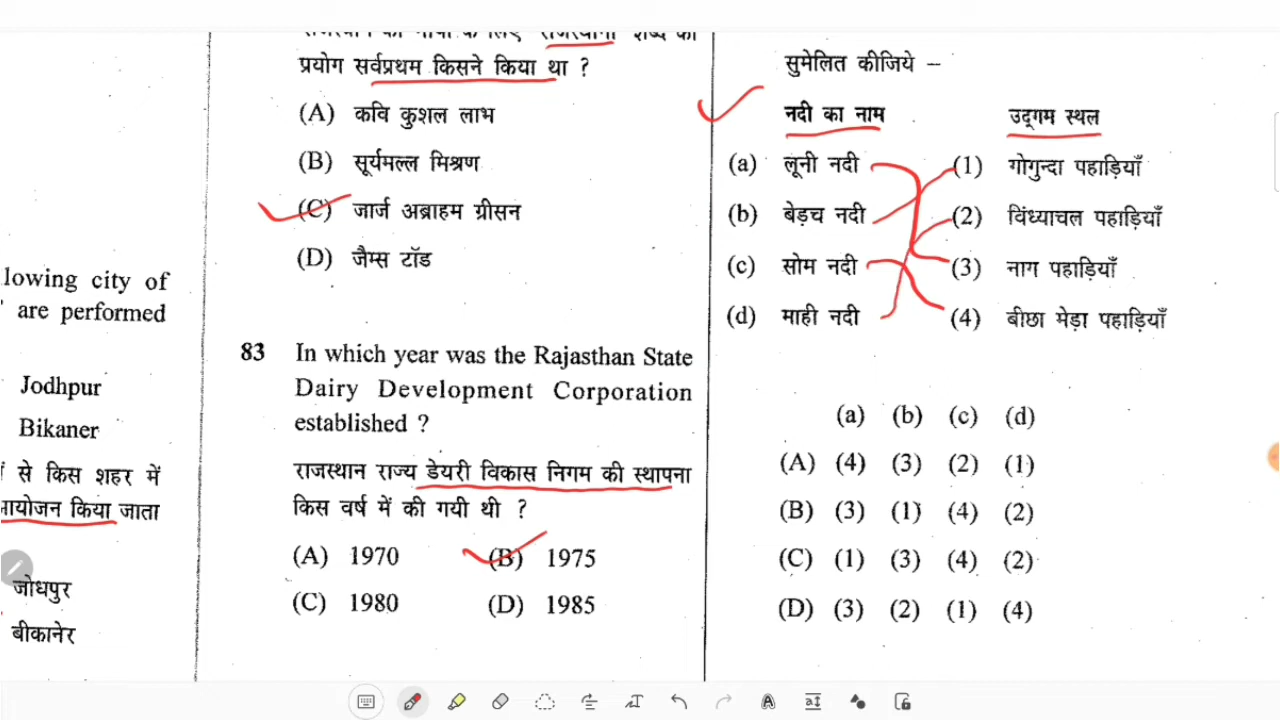 प्रयोग सर्वप्रथम किसने किया था ?
(A) कवि कुशल लाभ
(B) सूर्यमल्ल मिश्रण
(C) जार्ज अब्राहम ग्रीसन
(D) जैम्स टॉड
lowing city of
are performed
Jodhpur
Bikaner
से किस शहर में
आयोजन किया जाता
जोधपुर
बीकानेर
83 In which year was the Rajasthan State
Dairy Development Corporation
established ?
राजस्थान राज्य डेयरी विकास निगम की स्थापना
किस वर्ष में की गयी थी ?
(A) 1970 (B) 1975
(C) 1980 (D) 1985
सुमेलित कीजिये –
नदी का नाम उद्गम स्थल
(a) लूनी नदी (1) गोगुन्दा पहाड़ियाँ
(b) बेड़च नदी (2) विंध्याचल पहाड़ियाँ
(c) सोम नदी (3) नाग पहाड़ियाँ
(d) माही नदी (4) बीछा मेड़ा पहाड़ियाँ
(a) (b) (c) (d)
(A) (4) (3) (2) (1)
(B) (3) (1) (4) (2)
(C) (1) (3) (4) (2)
(D) (3) (2) (1) (4)